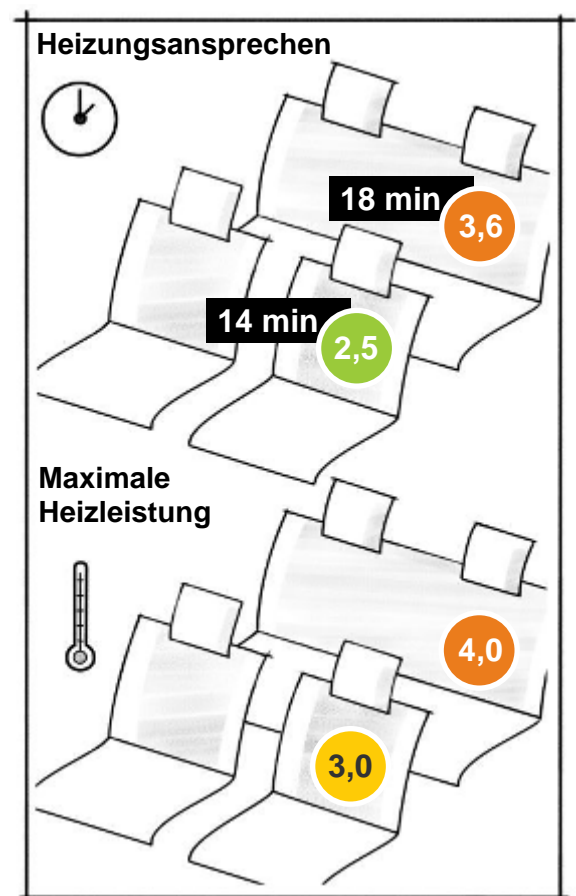 Heizungsansprechen
18 min
3,6
14 min
2,5
Maximale
Heizleistung
4,0
3,0